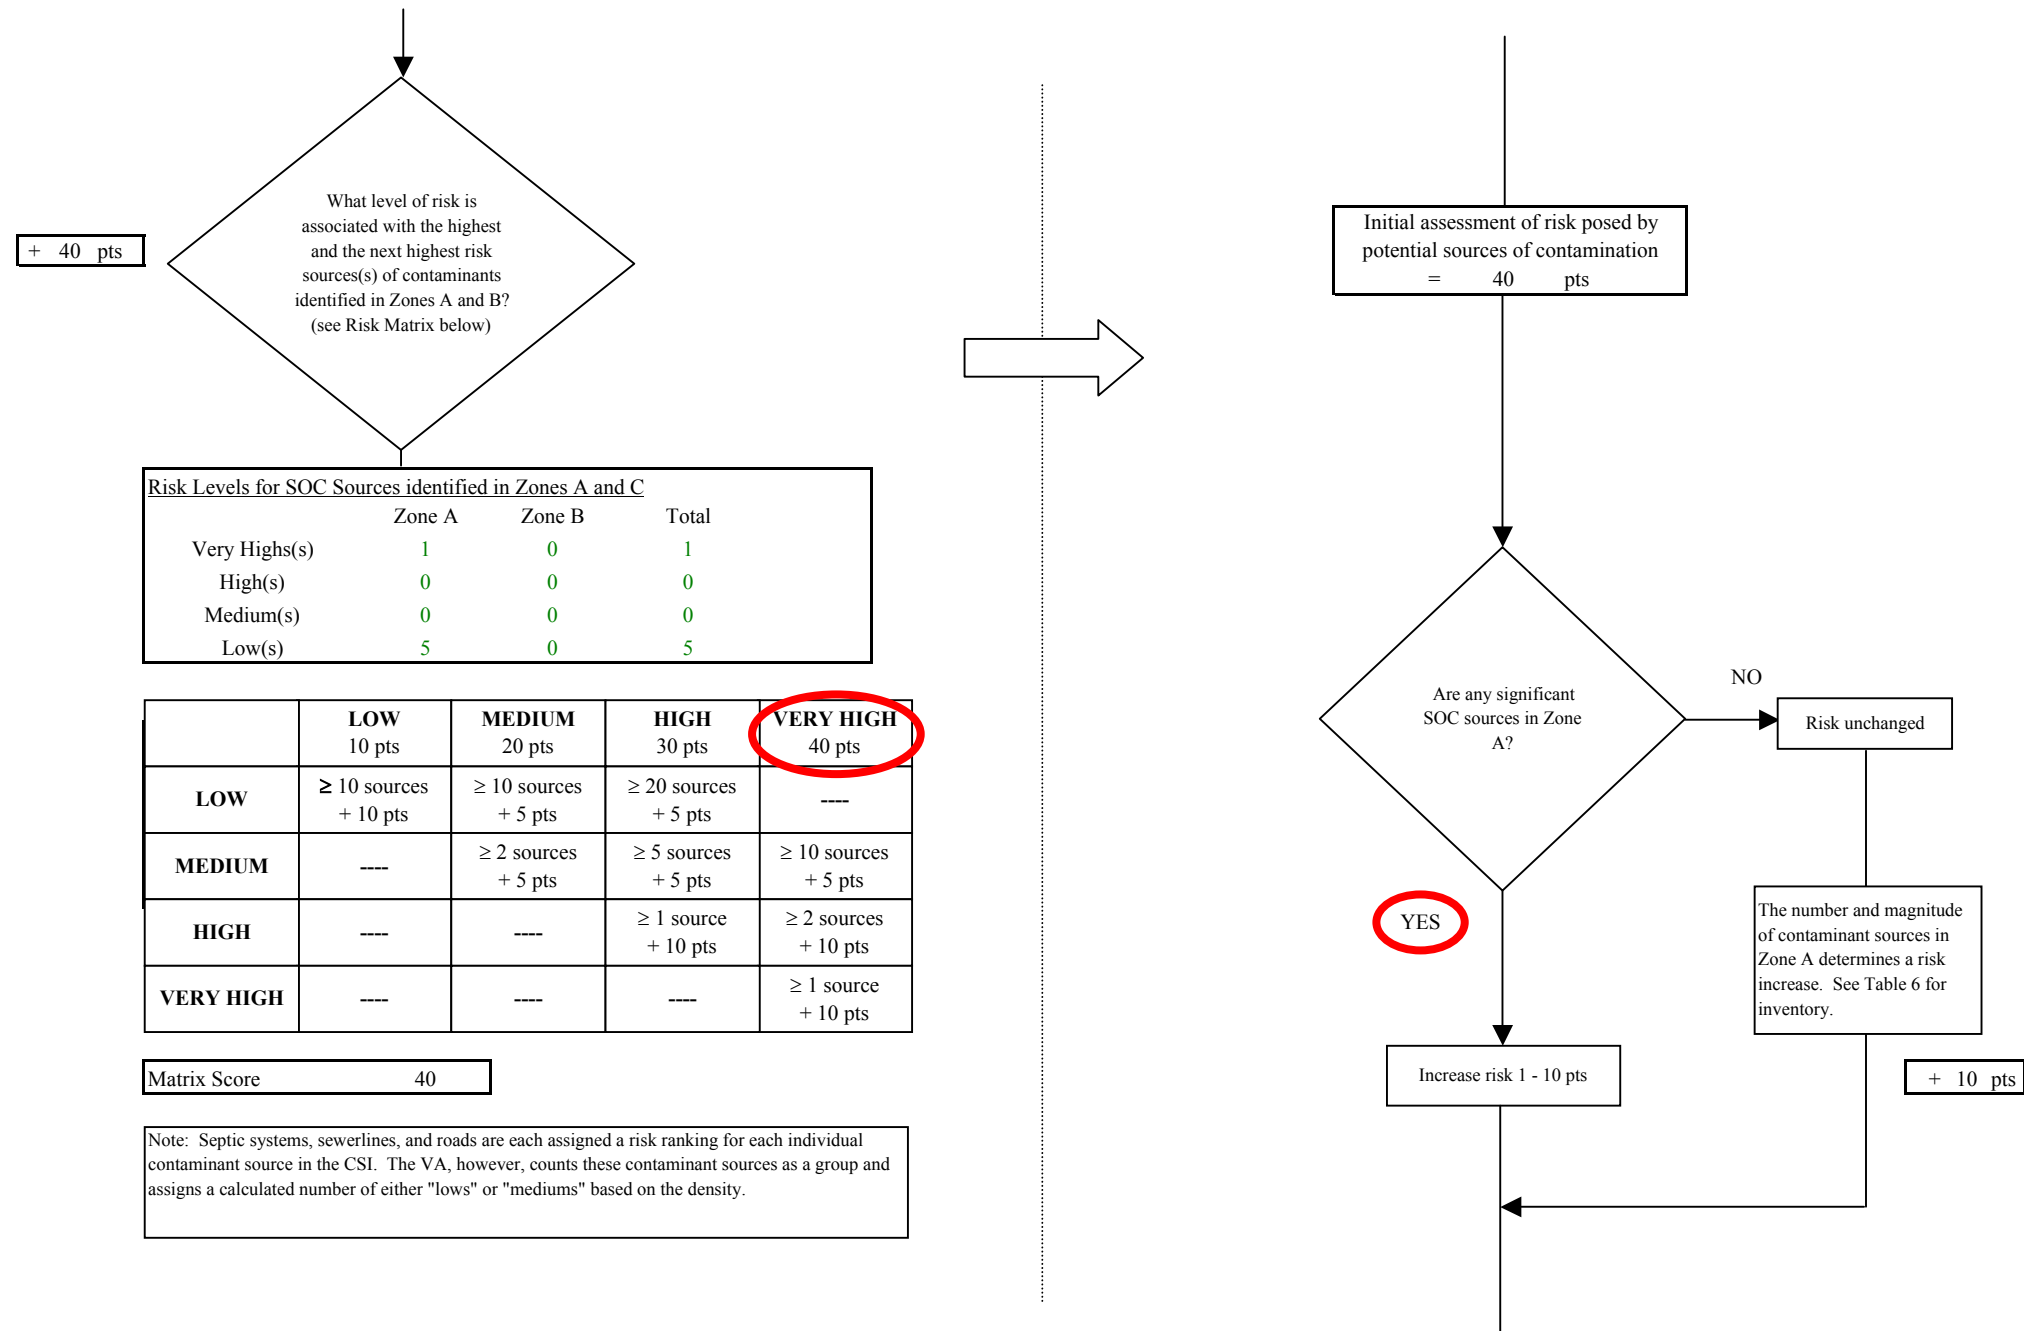 What level of risk is
associated with the highest
and the next highest risk
sources(s) of contaminants
identified in Zones A and B?
(see Risk Matrix below)
+ 40 pts
Risk Levels for SOC Sources identified in Zones A and C
Zone A Zone B Total
Very Highs(s) 1 0 1
High(s) 0 0 0
Medium(s) 0 0 0
Low(s) 5 0 5
LOW MEDIUM HIGH VERY HIGH
10 pts 20 pts 30 pts 40 pts
LOW ≥ 10 sources ≥ 10 sources ≥ 20 sources ----
+ 10 pts + 5 pts + 5 pts
MEDIUM ---- ≥ 2 sources ≥ 5 sources ≥ 10 sources
+ 5 pts + 5 pts + 5 pts
HIGH ---- ---- ≥ 1 source ≥ 2 sources
+ 10 pts + 10 pts
VERY HIGH ---- ---- ---- ≥ 1 source
+ 10 pts
Matrix Score 40
Note: Septic systems, sewerlines, and roads are each assigned a risk ranking for each individual
contaminant source in the CSI. The VA, however, counts these contaminant sources as a group and
assigns a calculated number of either "lows" or "mediums" based on the density.
Initial assessment of risk posed by
potential sources of contamination
= 40 pts
Are any significant
SOC sources in Zone
A?
NO
Risk unchanged
YES
The number and magnitude
of contaminant sources in
Zone A determines a risk
increase. See Table 6 for
inventory.
Increase risk 1 - 10 pts
+ 10 pts